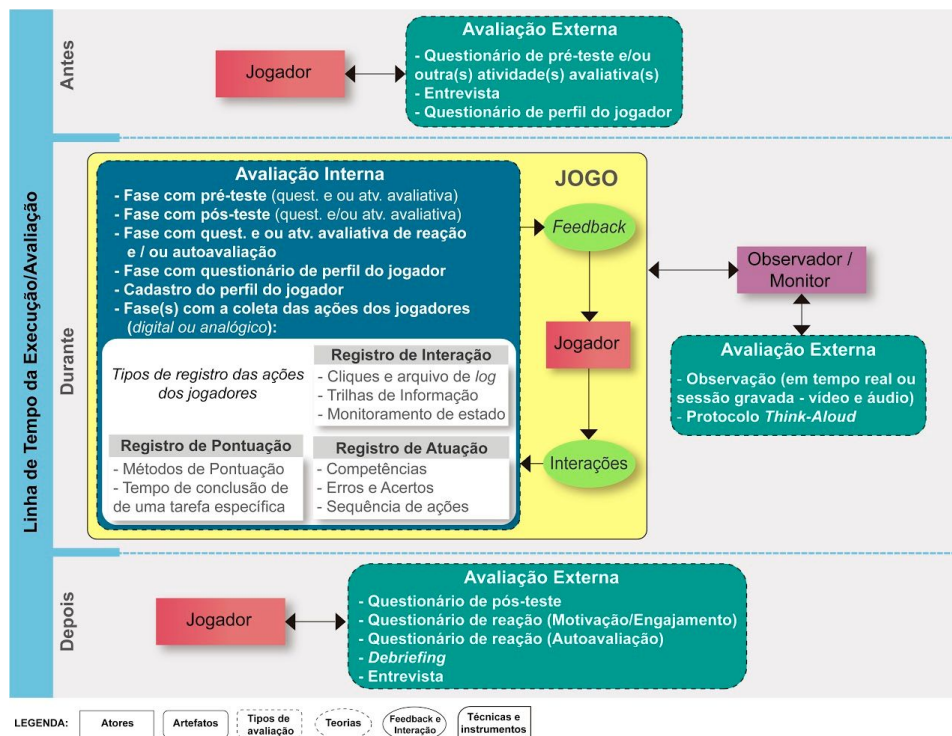 Linha de Tempo da Execução/Avaliação
Antes
Jogador
Avaliação Externa
- Questionário de pré-teste e/ou
outra(s) atividade(s) avaliativa(s)
- Entrevista
- Questionário de perfil do jogador
Durante
Avaliação Interna
- Fase com pré-teste (quest. e ou atv. avaliativa)
- Fase com pós-teste (quest. e/ou atv. avaliativa)
- Fase com quest. e ou atv. avaliativa de reação
e / ou autoavaliação
- Fase com questionário de perfil do jogador
- Cadastro do perfil do jogador
- Fase(s) com a coleta das ações dos jogadores
(digital ou analógico):
Tipos de registro das ações
dos jogadores
Registro de Interação
- Cliques e arquivo de log
- Trilhas de Informação
- Monitoramento de estado
Registro de Pontuação
- Métodos de Pontuação
- Tempo de conclusão de
de uma tarefa específica
Registro de Atuação
- Competências
- Erros e Acertos
- Sequência de ações
JOGO
Feedback
Jogador
Interações
Observador /
Monitor
Avaliação Externa
- Observação (em tempo real ou
sessão gravada - vídeo e áudio)
- Protocolo Think-Aloud
Depois
Jogador
Avaliação Externa
- Questionário de pós-teste
- Questionário de reação (Motivação/Engajamento)
- Questionário de reação (Autoavaliação)
- Debriefing
- Entrevista
LEGENDA:
Atores
Artefatos
Tipos de
avaliação
Teorias
Feedback e
Interação
Técnicas e
instrumentos